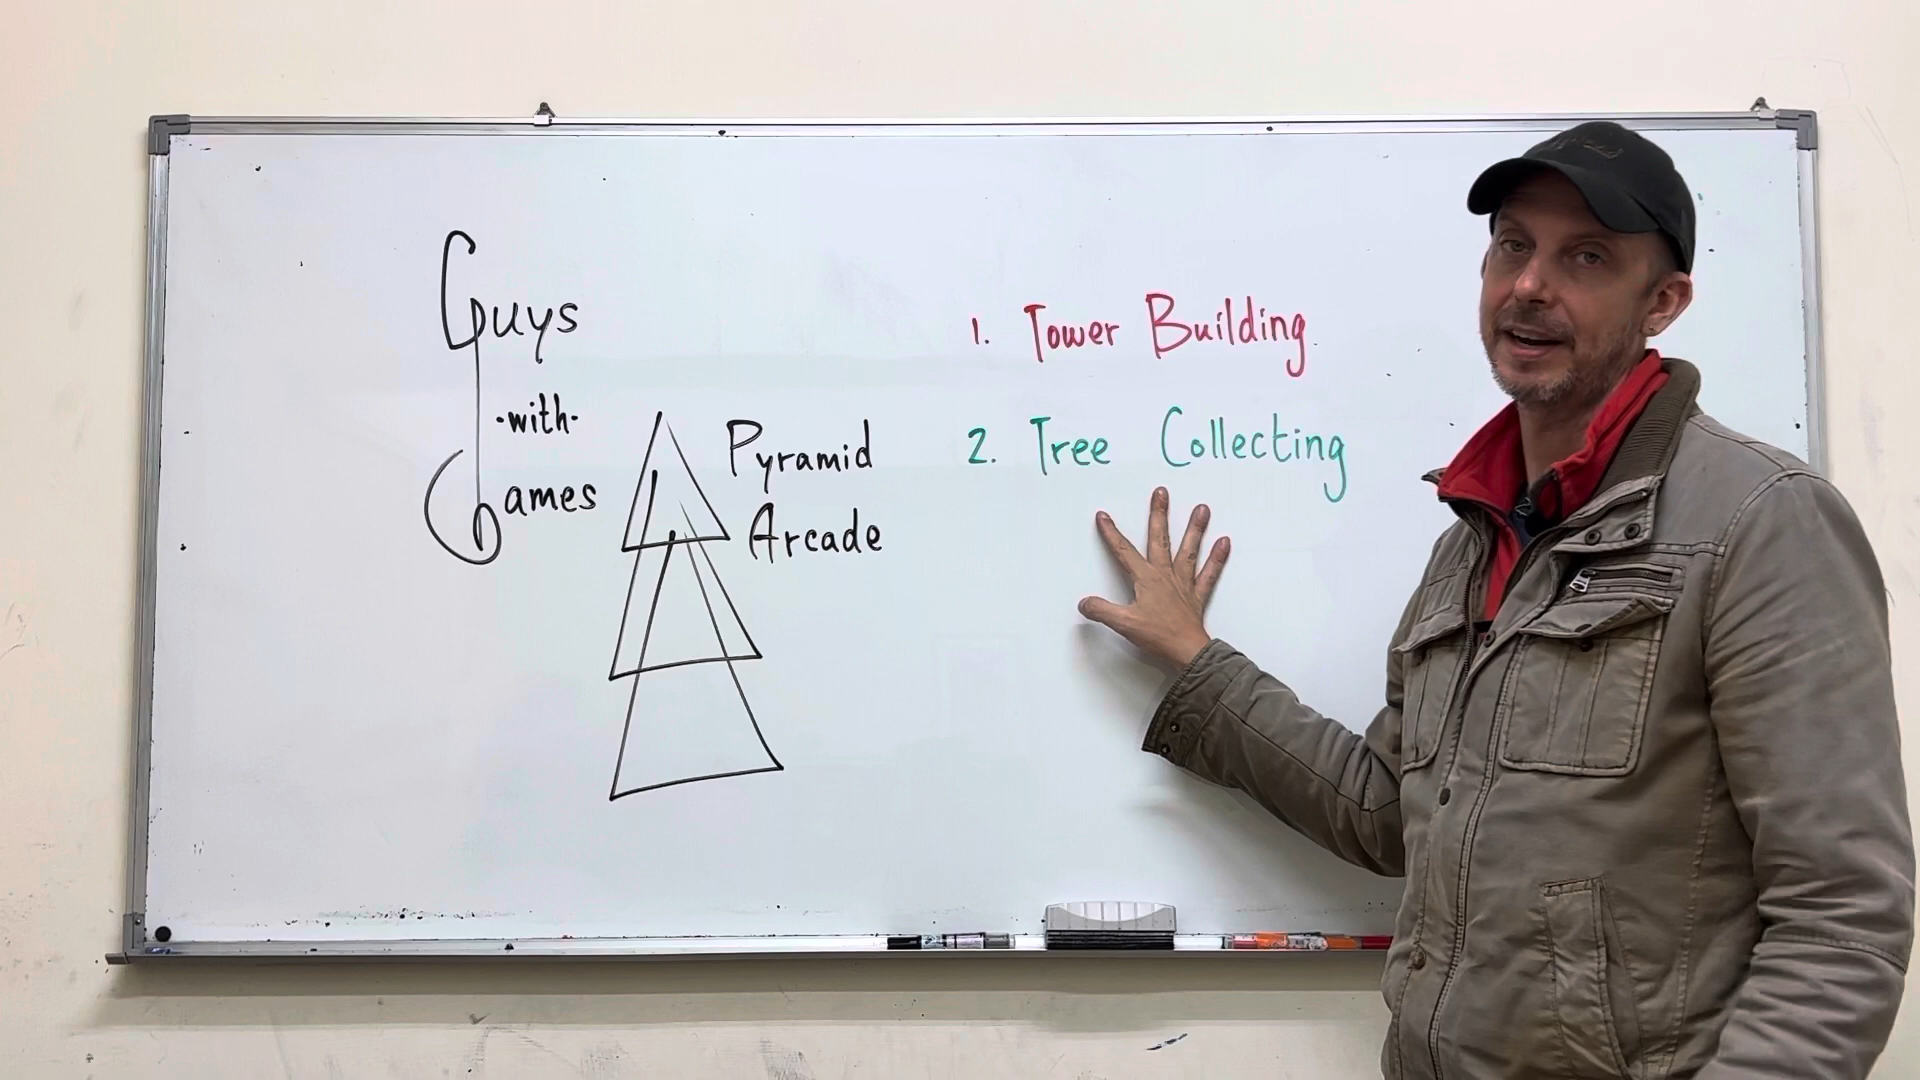 Guys
·with·
Games
Pyramid
Arcade
1. Tower Building
2. Tree Collecting